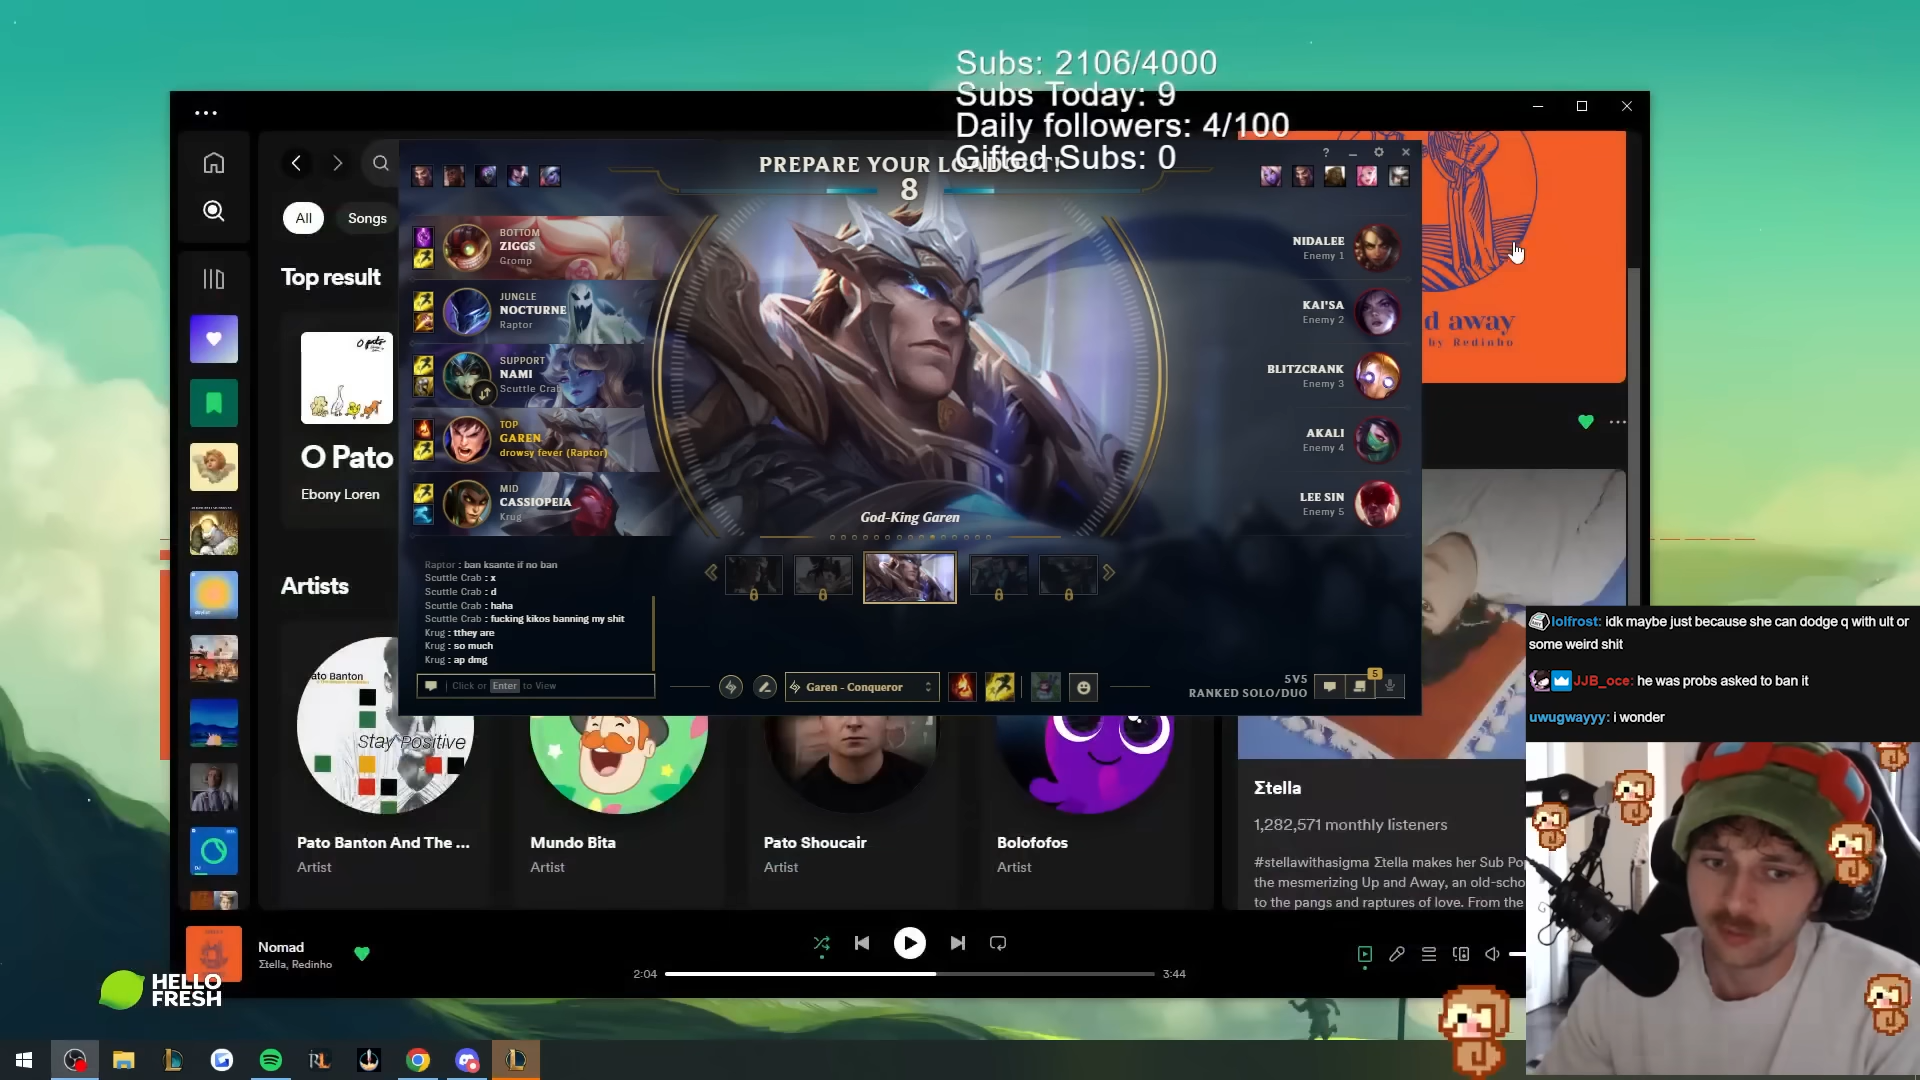 Subs: 2106/4000
Subs Today: 9
Daily followers: 4/100
Gifted Subs: 0
PREPARE YOUR LOADOUT!
8
All
Songs
Top result
O Pato
Ebony Loren
Artists
BOTTOM
ZIGGS
Gromp
JUNGLE
NOCTURNE
Raptor
SUPPORT
NAMI
Scuttle Crab
TOP
GAREN
drowsy fever (Raptor)
MID
CASSIOPEIA
Krug
NIDALEE
Enemy 1
KAI'SA
Enemy 2
BLITZCRANK
Enemy 3
AKALI
Enemy 4
LEE SIN
Enemy 5
God-King Garen
Raptor : ban ksante if no ban
Scuttle Crab : x
Scuttle Crab : d
Scuttle Crab : haha
Scuttle Crab : fucking kikos banning my shit
Krug : tthey are
Krug : so much
Krug : ap dmg
Click or Enter to View
Garen - Conqueror
5V5
RANKED SOLO/DUO
5
d away
by Redinho
lolfrost: idk maybe just because she can dodge q with ult or
some weird shit
JJB_oce: he was probs asked to ban it
uwugwayyy: i wonder
ato Banton
Stay Positive
Pato Banton And The ...
Artist
Mundo Bita
Artist
Pato Shoucair
Artist
Bolofofos
Artist
Σtella
1,282,571 monthly listeners
#stellawithasigma Σtella makes her Sub Po
the mesmerizing Up and Away, an old-scho
to the pangs and raptures of love. From the
Nomad
Σtella, Redinho
2:04
3:44
HELLO
FRESH